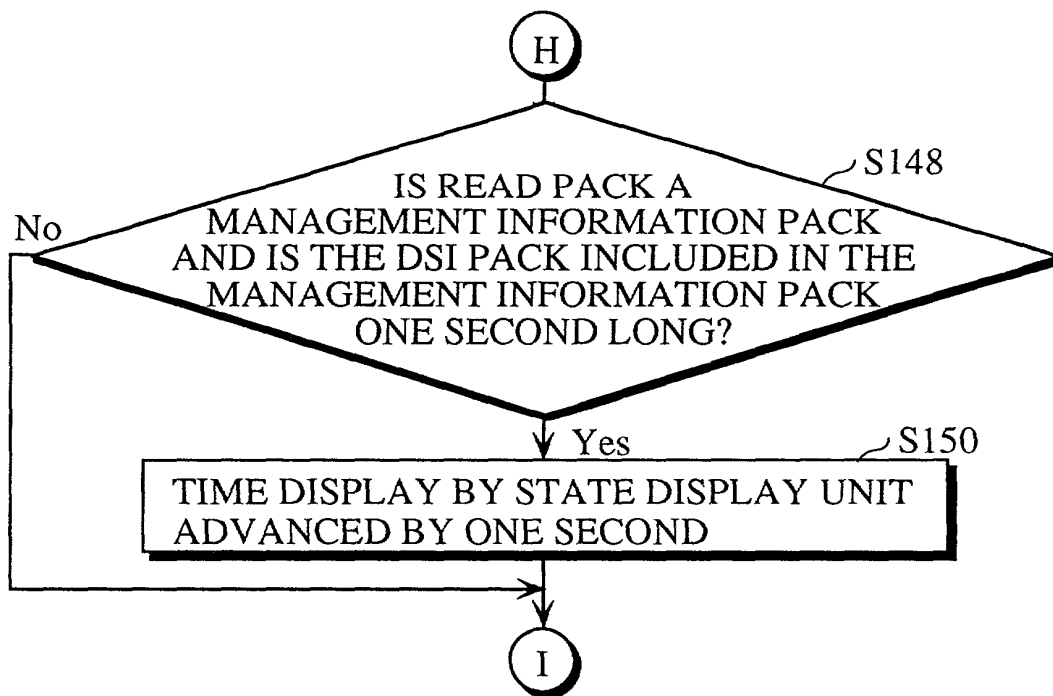 H
S148
IS READ PACK A
MANAGEMENT INFORMATION PACK
No
AND IS THE DSI PACK INCLUDED IN THE
MANAGEMENT INFORMATION PACK
ONE SECOND LONG?
Yes
S150
TIME DISPLAY BY STATE DISPLAY UNIT
ADVANCED BY ONE SECOND
I